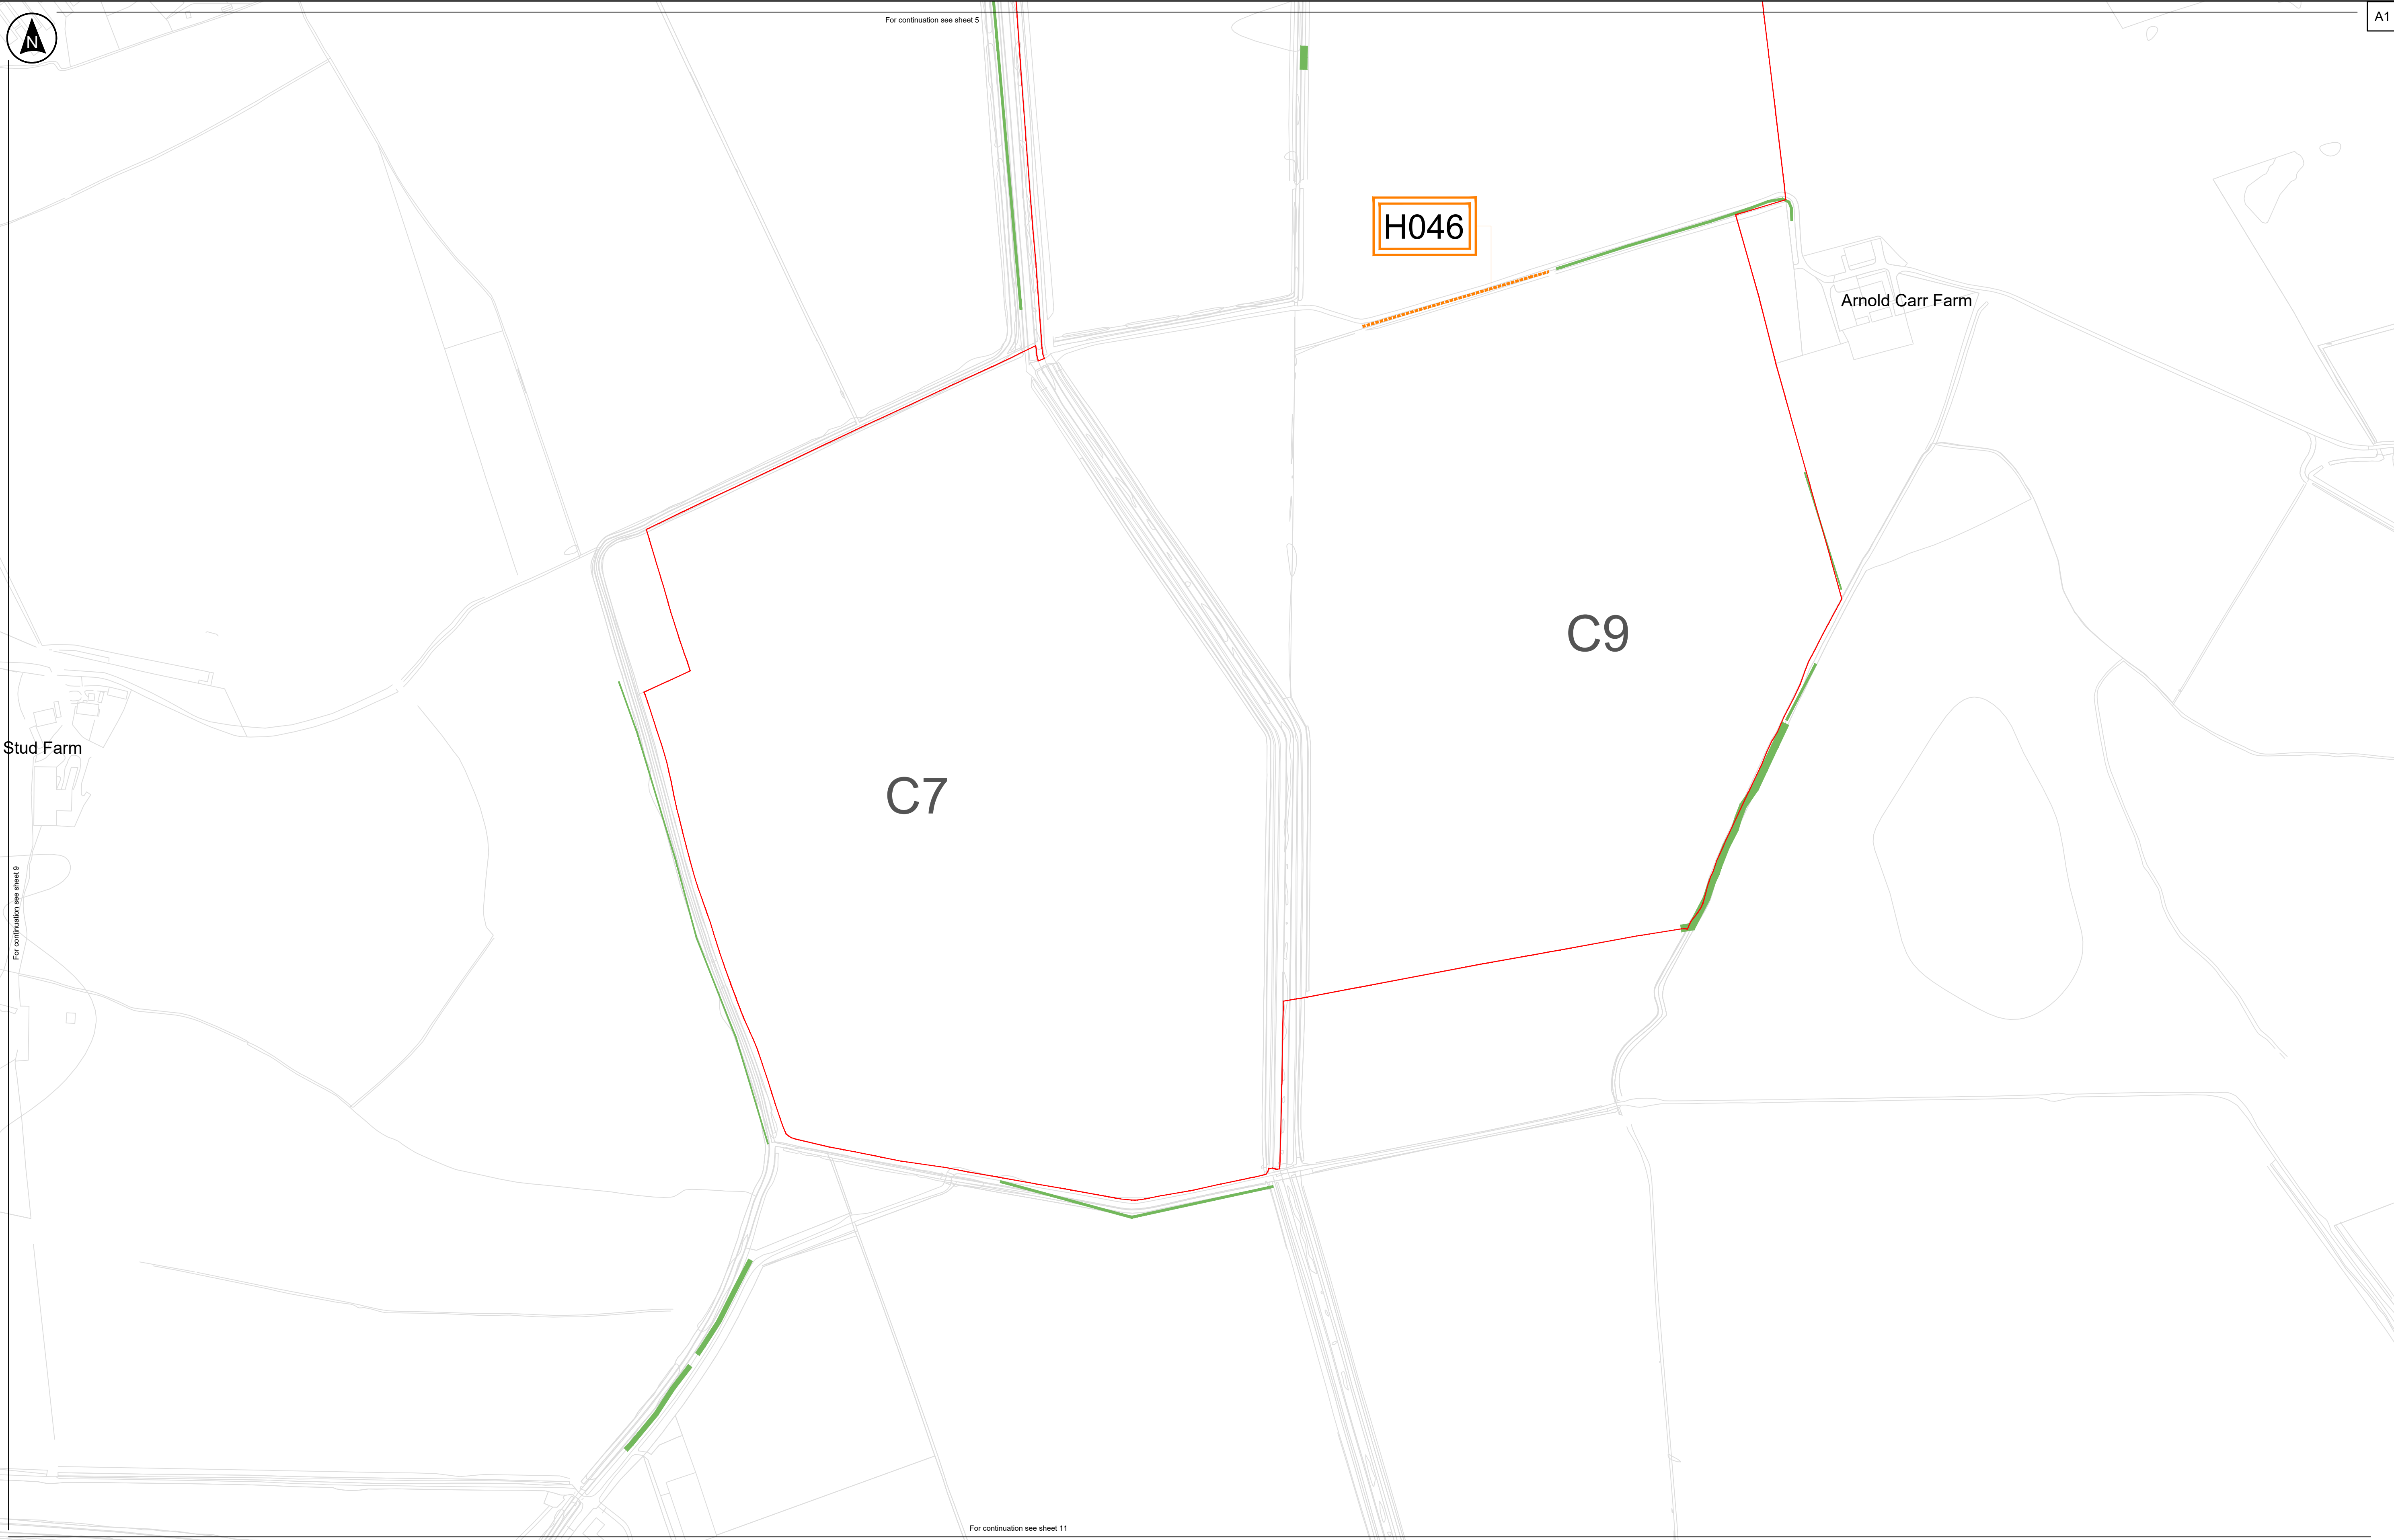 For continuation see sheet 5
A1
N
H046
Arnold Carr Farm
C9
Stud Farm
C7
For continuation see sheet 9
For continuation see sheet 11